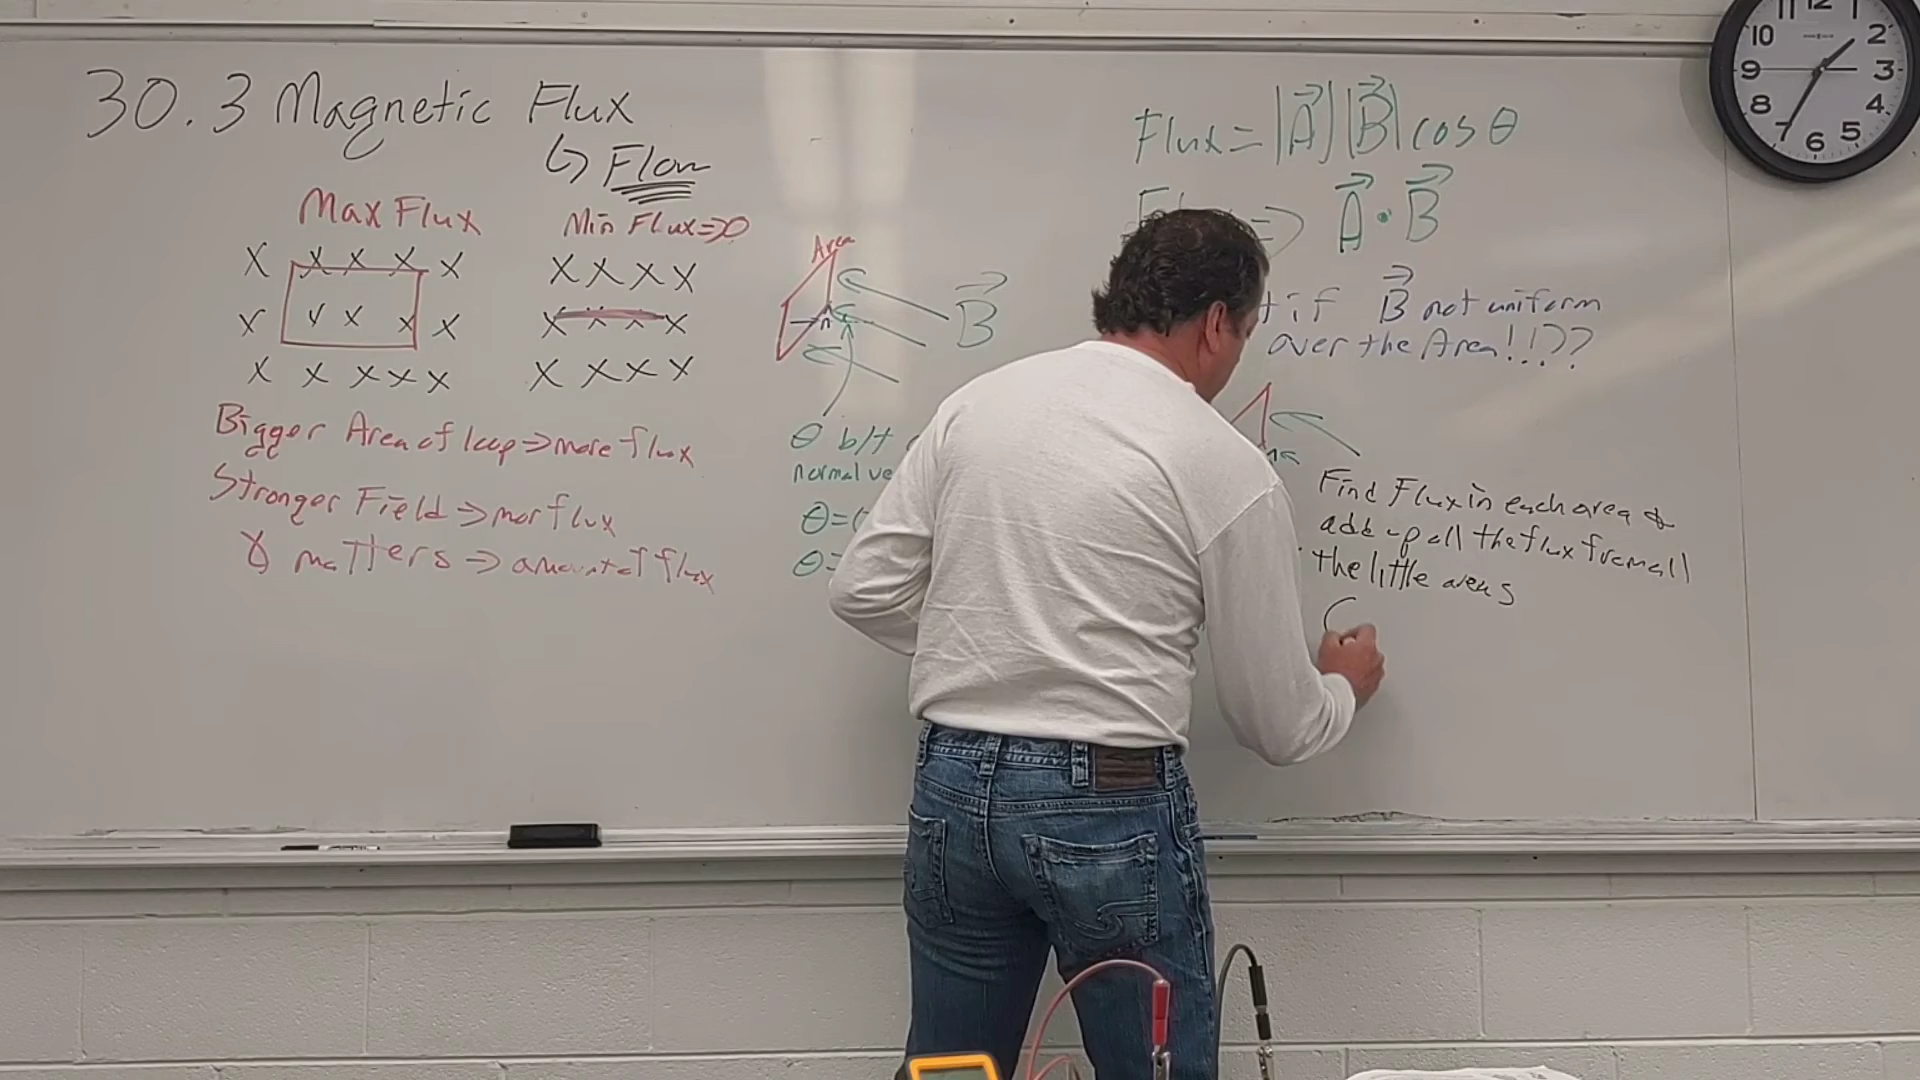 30.3 Magnetic Flux
↳ Flow
Max Flux
X X X X X
X X X X X
X X X X X
Min Flux ⇒ 0
X X X X
X X X X
X X X X
Bigger Area of loop ⇒ more flux
Stronger Field ⇒ mor flux
∡ matters ⇒ amount of flux
Area
n
B⃗
θ b/t
normal ve
θ=
θ=
Flux = |A⃗| |B⃗| cos θ
⇒ A⃗ • B⃗
t if B⃗ not uniform
over the Area!!??
Find Flux in each area &
add up all the flux from all
the little areas
12
11 1
10 2
9 3
8 4
7 5
6